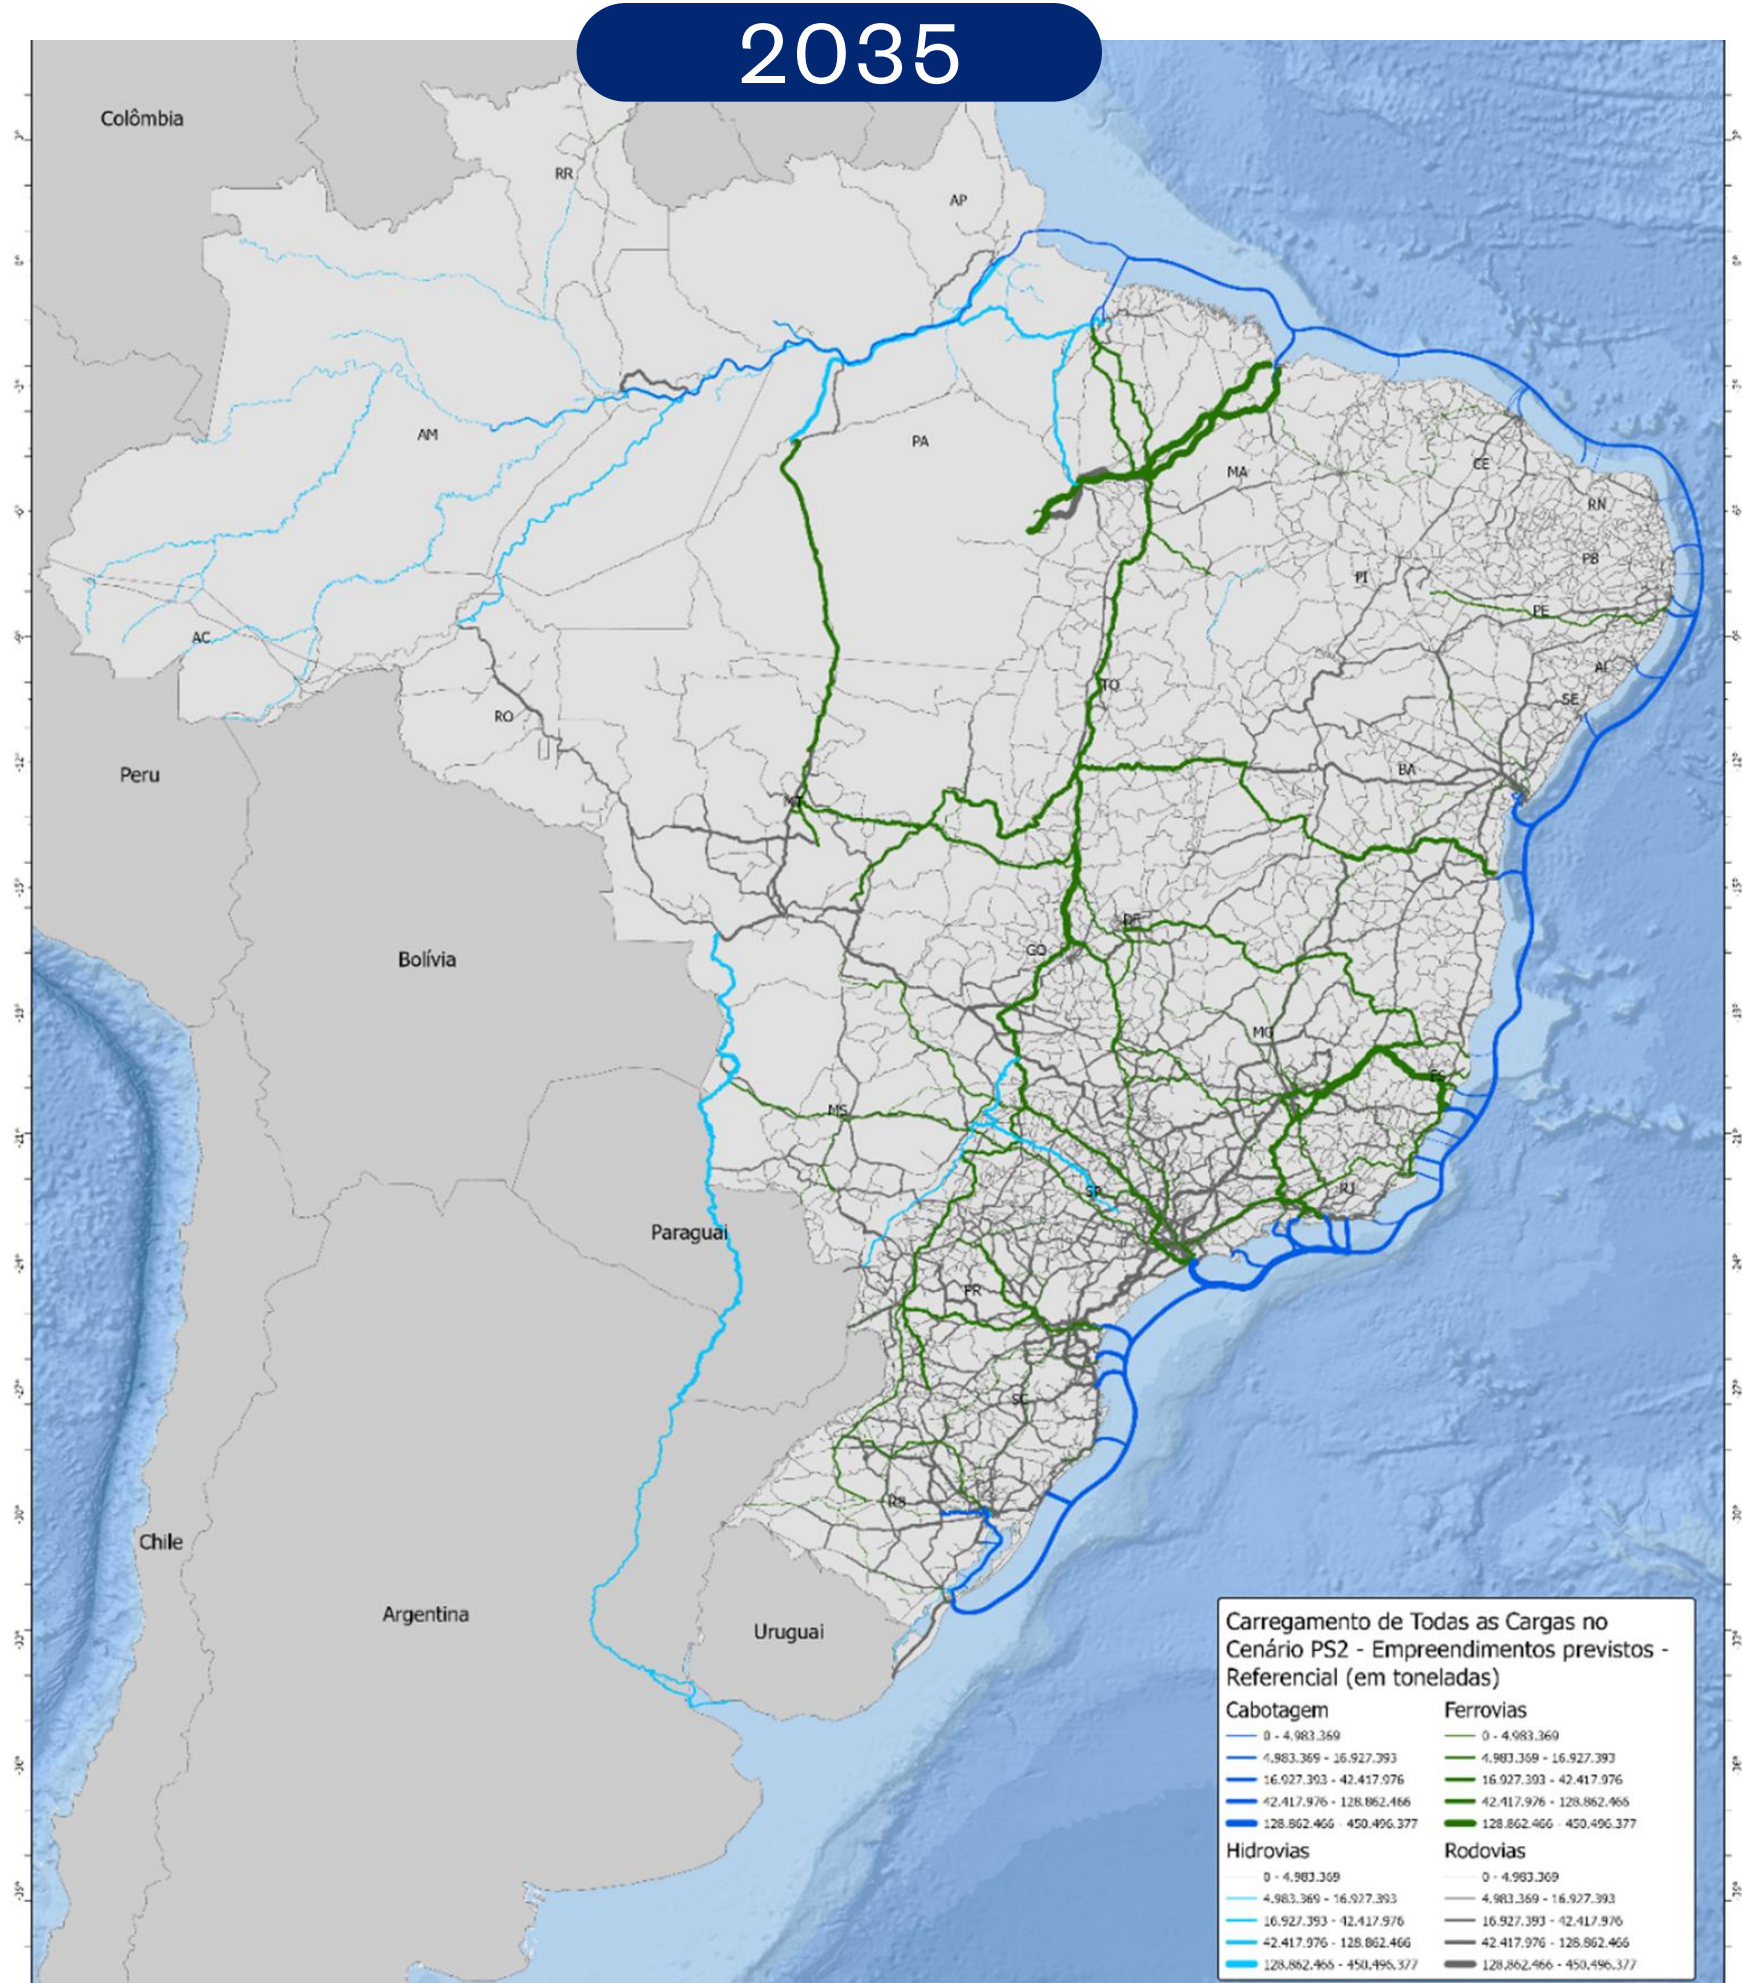 2035
Colômbia
RR
AP
AM
PA
MA
CE
RN
PB
PI
PE
AC
AL
TO
SE
RO
BA
Peru
MT
DF
GO
Bolívia
MG
ES
MS
SP
RJ
Paraguai
PR
SC
RS
Chile
Argentina
Uruguai
Carregamento de Todas as Cargas no
Cenário PS2 - Empreendimentos previstos -
Referencial (em toneladas)
Cabotagem
0 - 4.983.369
4.983.369 - 16.927.393
16.927.393 - 42.417.976
42.417.976 - 128.862.466
128.862.466 - 450.496.377
Ferrovias
0 - 4.983.369
4.983.369 - 16.927.393
16.927.393 - 42.417.976
42.417.976 - 128.862.466
128.862.466 - 450.496.377
Hidrovias
0 - 4.983.369
4.983.369 - 16.927.393
16.927.393 - 42.417.976
42.417.976 - 128.862.466
128.862.466 - 450.496.377
Rodovias
0 - 4.983.369
4.983.369 - 16.927.393
16.927.393 - 42.417.976
42.417.976 - 128.862.466
128.862.466 - 450.496.377